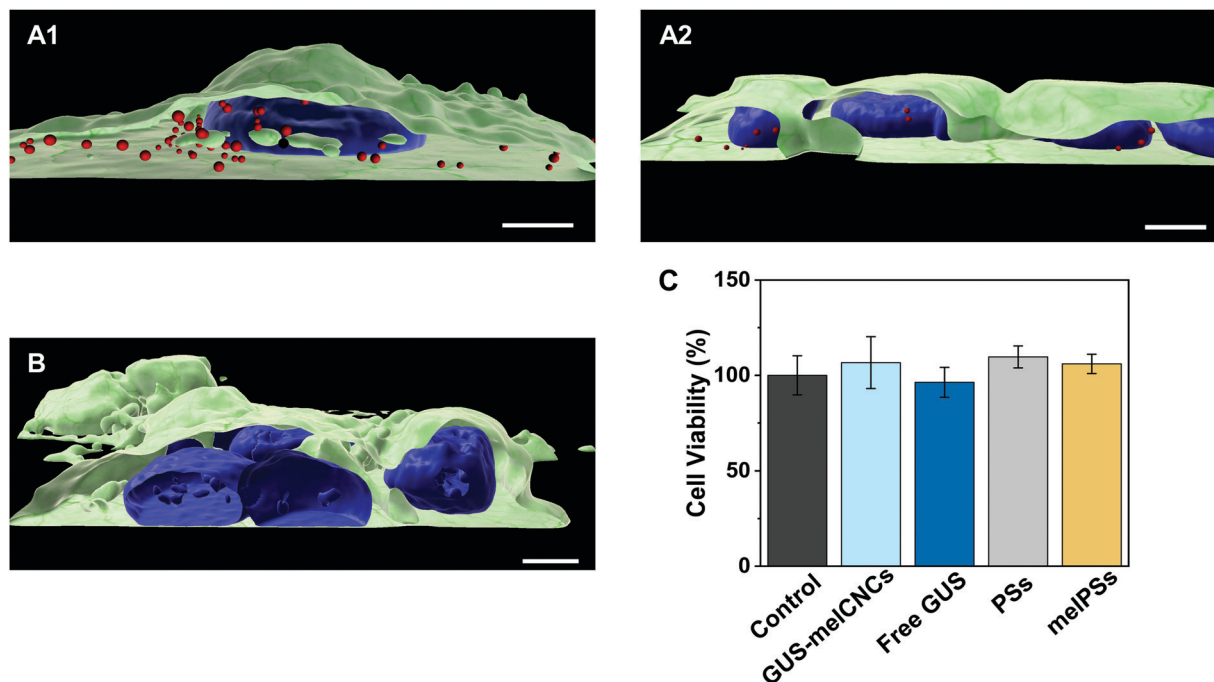 A1
A2
B
C
Cell Viability (%)
150
100
50
0
Control
GUS-melCNCs
Free GUS
PSs
melPSs